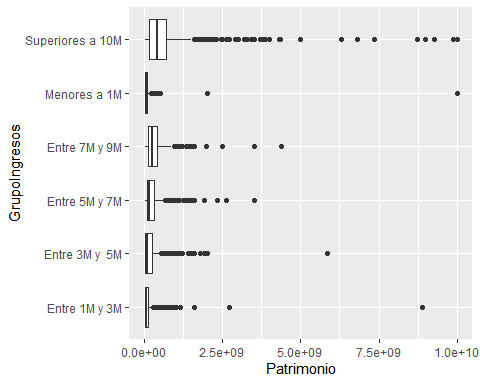 GrupoIngresos
Superiores a 10M
Menores a 1M
Entre 7M y 9M
Entre 5M y 7M
Entre 3M y  5M
Entre 1M y 3M
0.0e+00 2.5e+09 5.0e+09 7.5e+09 1.0e+10
Patrimonio